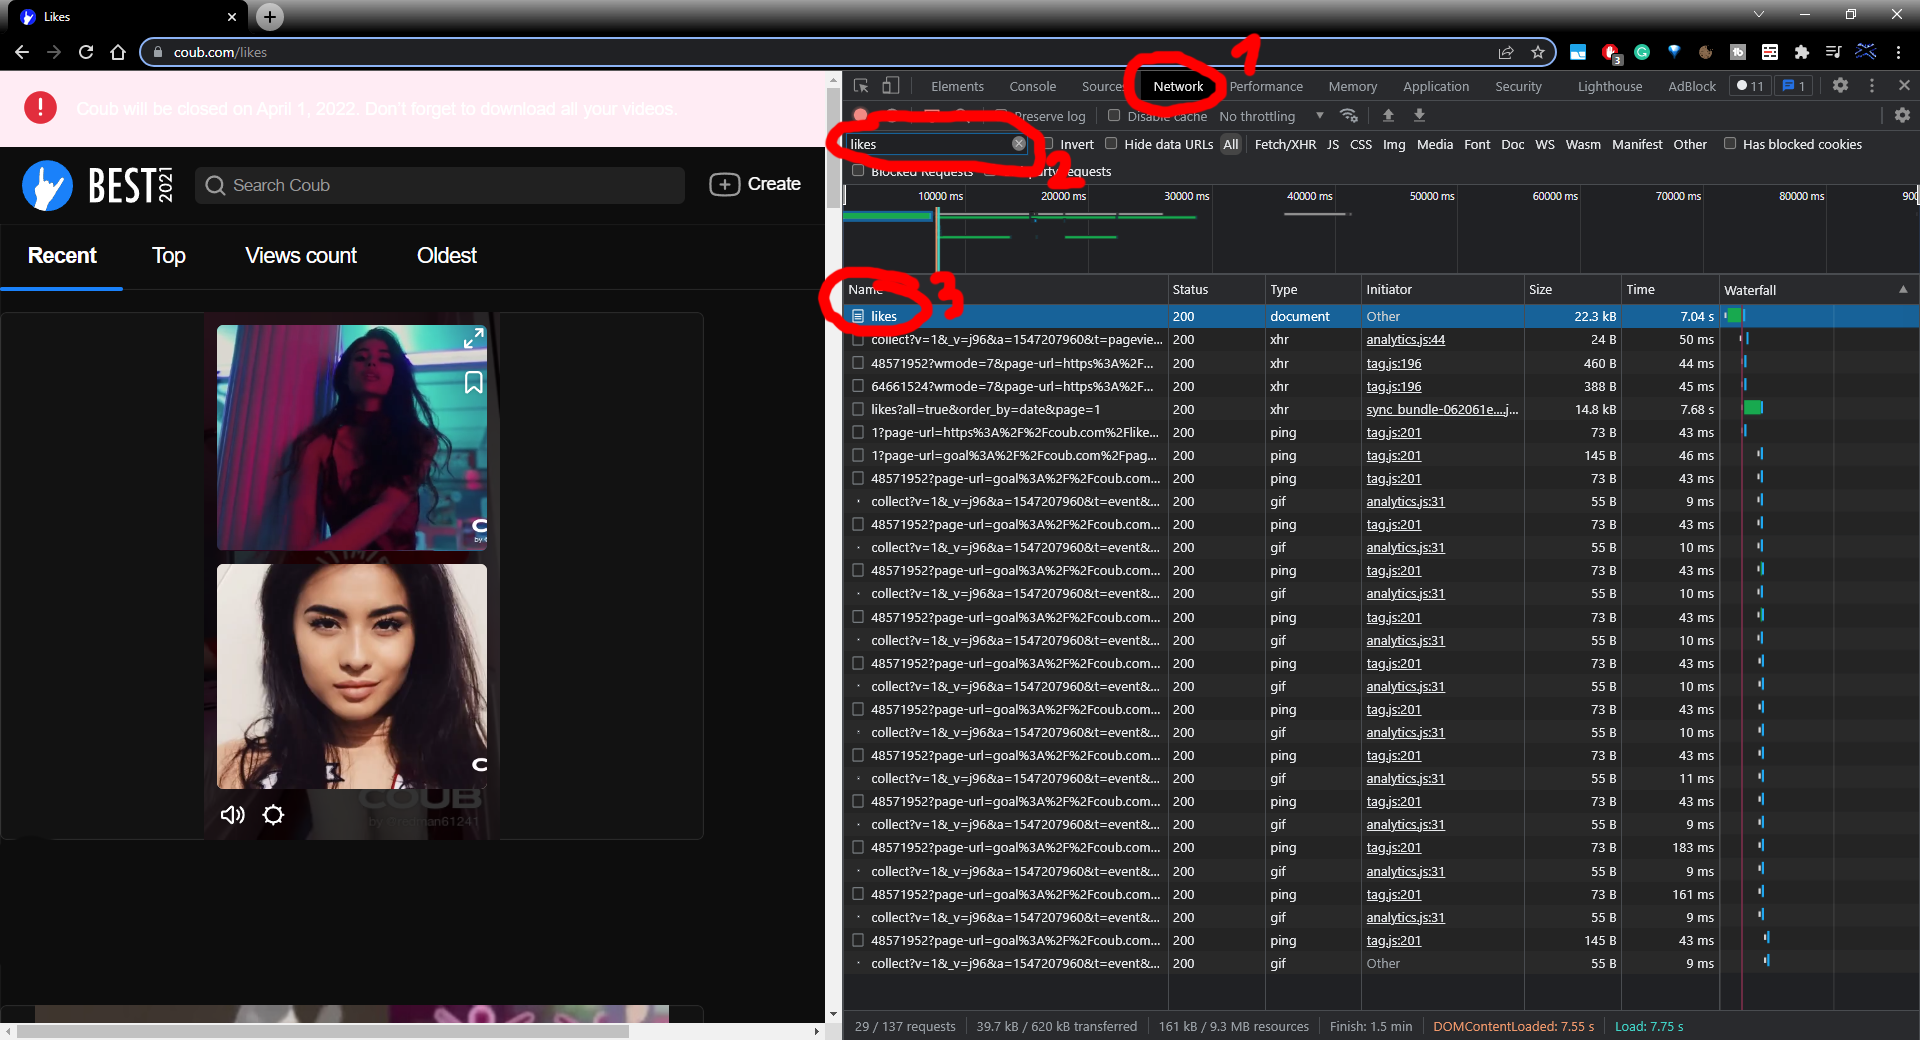 Likes
coub.com/likes
3
Coub will be closed on April 1, 2022. Don't forget to download all your videos.
BEST 2021
Search Coub
Create
Recent Top Views count Oldest
COUB
by Gredman61241
1
Elements Console Sources Network Performance Memory Application Security Lighthouse AdBlock 11 1
Preserve log Disable cache No throttling
likes Invert Hide data URLs All Fetch/XHR JS CSS Img Media Font Doc WS Wasm Manifest Other Has blocked cookies
2
Blocked Requests party requests
10000 ms 20000 ms 30000 ms 40000 ms 50000 ms 60000 ms 70000 ms 80000 ms 900
3
Name Status Type Initiator Size Time Waterfall
likes 200 document Other 22.3 kB 7.04 s
collect?v=1&_v=j96&a=1547207960&t=pagevie... 200 xhr analytics.js:44 24 B 50 ms
48571952?wmode=7&page-url=https%3A%2F... 200 xhr tag.js:196 460 B 44 ms
64661524?wmode=7&page-url=https%3A%2F... 200 xhr tag.js:196 388 B 45 ms
likes?all=true&order_by=date&page=1 200 xhr sync_bundle-062061e....j... 14.8 kB 7.68 s
1?page-url=https%3A%2F%2Fcoub.com%2Flike... 200 ping tag.js:201 73 B 43 ms
1?page-url=goal%3A%2F%2Fcoub.com%2Fpag... 200 ping tag.js:201 145 B 46 ms
48571952?page-url=goal%3A%2F%2Fcoub.com... 200 ping tag.js:201 73 B 43 ms
collect?v=1&_v=j96&a=1547207960&t=event&... 200 gif analytics.js:31 55 B 9 ms
48571952?page-url=goal%3A%2F%2Fcoub.com... 200 ping tag.js:201 73 B 43 ms
collect?v=1&_v=j96&a=1547207960&t=event&... 200 gif analytics.js:31 55 B 10 ms
48571952?page-url=goal%3A%2F%2Fcoub.com... 200 ping tag.js:201 73 B 43 ms
collect?v=1&_v=j96&a=1547207960&t=event&... 200 gif analytics.js:31 55 B 10 ms
48571952?page-url=goal%3A%2F%2Fcoub.com... 200 ping tag.js:201 73 B 43 ms
collect?v=1&_v=j96&a=1547207960&t=event&... 200 gif analytics.js:31 55 B 10 ms
48571952?page-url=goal%3A%2F%2Fcoub.com... 200 ping tag.js:201 73 B 43 ms
collect?v=1&_v=j96&a=1547207960&t=event&... 200 gif analytics.js:31 55 B 10 ms
48571952?page-url=goal%3A%2F%2Fcoub.com... 200 ping tag.js:201 73 B 43 ms
collect?v=1&_v=j96&a=1547207960&t=event&... 200 gif analytics.js:31 55 B 10 ms
48571952?page-url=goal%3A%2F%2Fcoub.com... 200 ping tag.js:201 73 B 43 ms
collect?v=1&_v=j96&a=1547207960&t=event&... 200 gif analytics.js:31 55 B 11 ms
48571952?page-url=goal%3A%2F%2Fcoub.com... 200 ping tag.js:201 73 B 43 ms
collect?v=1&_v=j96&a=1547207960&t=event&... 200 gif analytics.js:31 55 B 9 ms
48571952?page-url=goal%3A%2F%2Fcoub.com... 200 ping tag.js:201 73 B 183 ms
collect?v=1&_v=j96&a=1547207960&t=event&... 200 gif analytics.js:31 55 B 9 ms
48571952?page-url=goal%3A%2F%2Fcoub.com... 200 ping tag.js:201 73 B 161 ms
collect?v=1&_v=j96&a=1547207960&t=event&... 200 gif analytics.js:31 55 B 9 ms
48571952?page-url=goal%3A%2F%2Fcoub.com... 200 ping tag.js:201 145 B 43 ms
collect?v=1&_v=j96&a=1547207960&t=event&... 200 gif Other 55 B 9 ms
29 / 137 requests 39.7 kB / 620 kB transferred 161 kB / 9.3 MB resources Finish: 1.5 min DOMContentLoaded: 7.55 s Load: 7.75 s